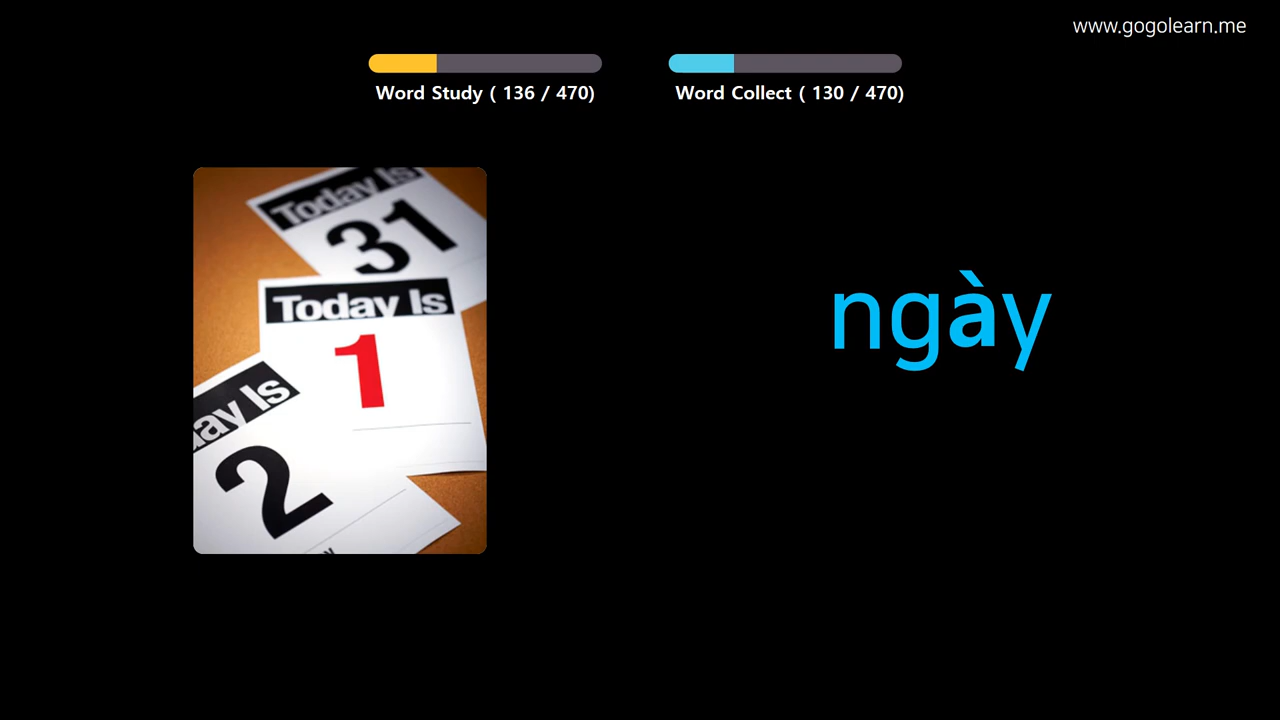 www.gogolearn.me
Word Study ( 136 / 470)
Word Collect ( 130 / 470)
Today Is
31
Today Is
1
ay Is
2
ngày